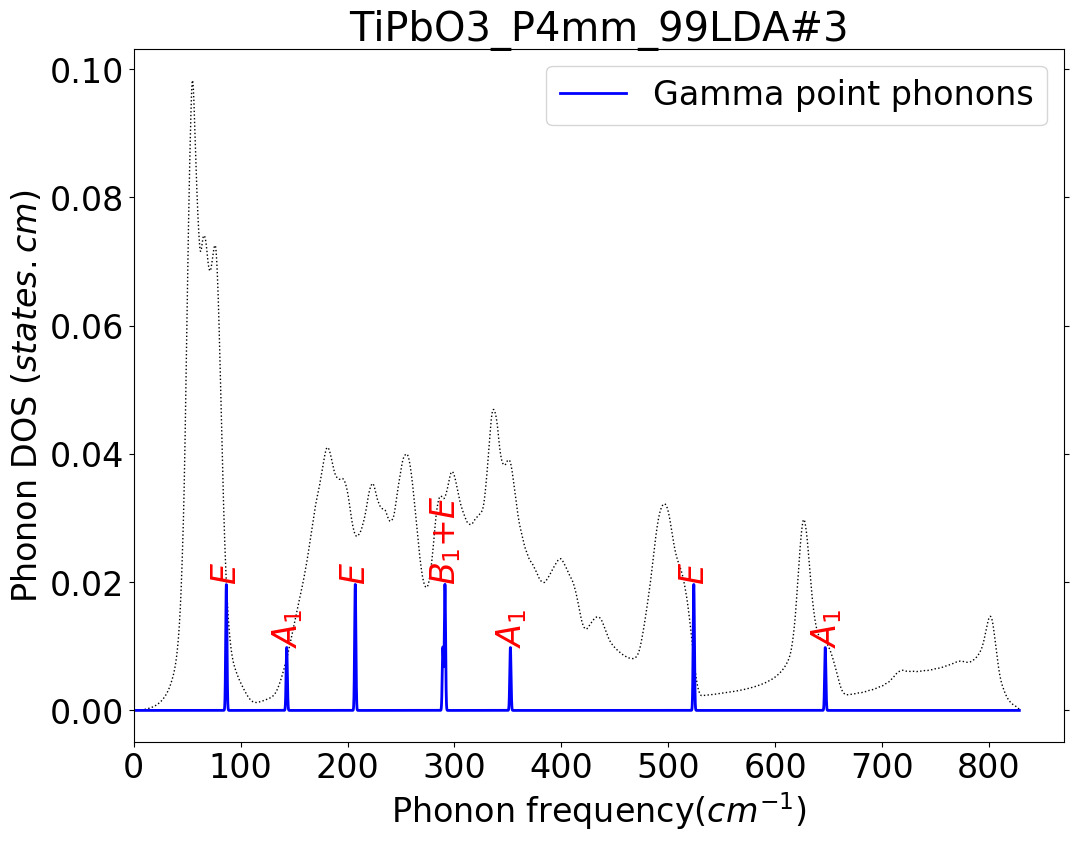 TiPbO3_P4mm_99LDA#3
Gamma point phonons
Phonon DOS (states.cm)
0.10
0.08
0.06
0.04
0.02
0.00
E
A₁
E
B₁+E
A₁
E
A₁
0 100 200 300 400 500 600 700 800
Phonon frequency(cm⁻¹)